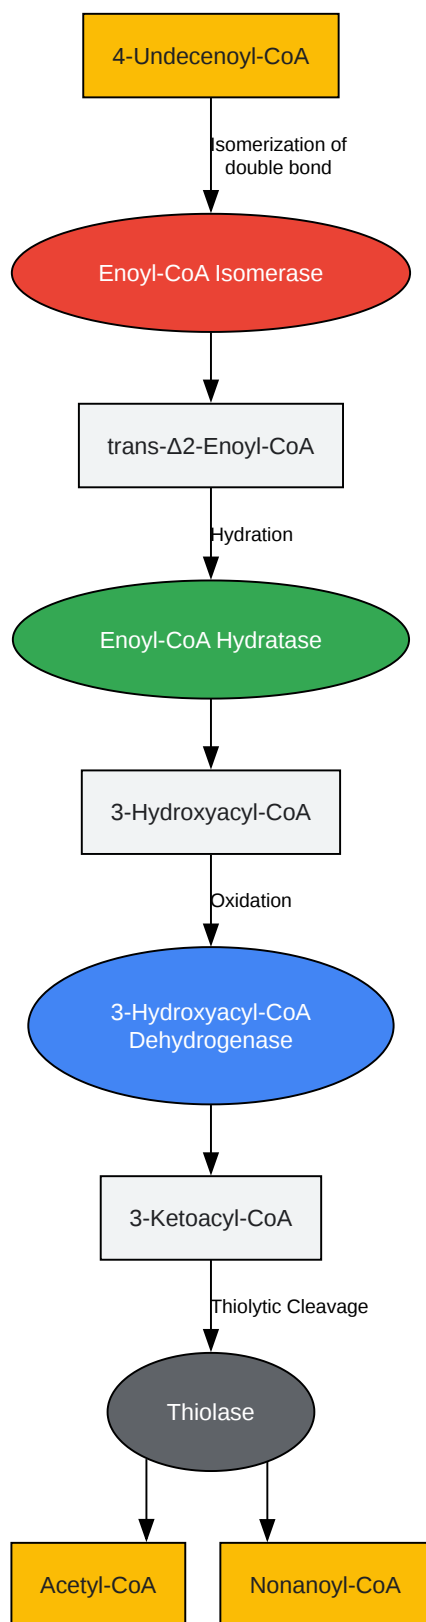 4-Undecenoyl-CoA
Isomerization of
double bond
Enoyl-CoA Isomerase
trans-Δ2-Enoyl-CoA
Hydration
Enoyl-CoA Hydratase
3-Hydroxyacyl-CoA
Oxidation
3-Hydroxyacyl-CoA
Dehydrogenase
3-Ketoacyl-CoA
Thiolytic Cleavage
Thiolase
Acetyl-CoA
Nonanoyl-CoA